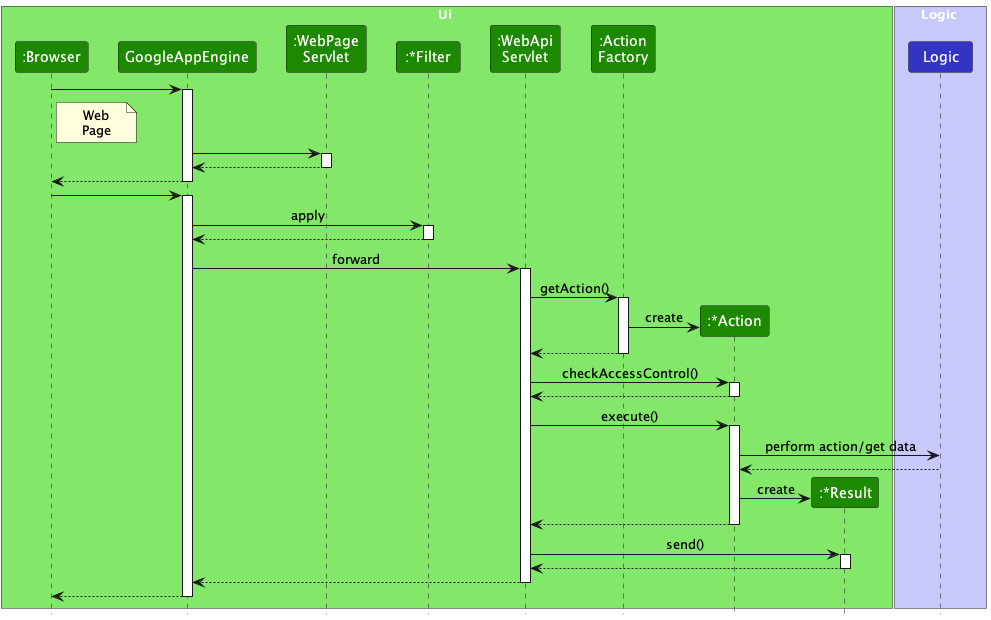 Ui
Logic
:Browser
GoogleAppEngine
:WebPage
Servlet
:*Filter
:WebApi
Servlet
:Action
Factory
Logic
Web
Page
apply
forward
getAction()
create
:*Action
checkAccessControl()
execute()
perform action/get data
create
:*Result
send()